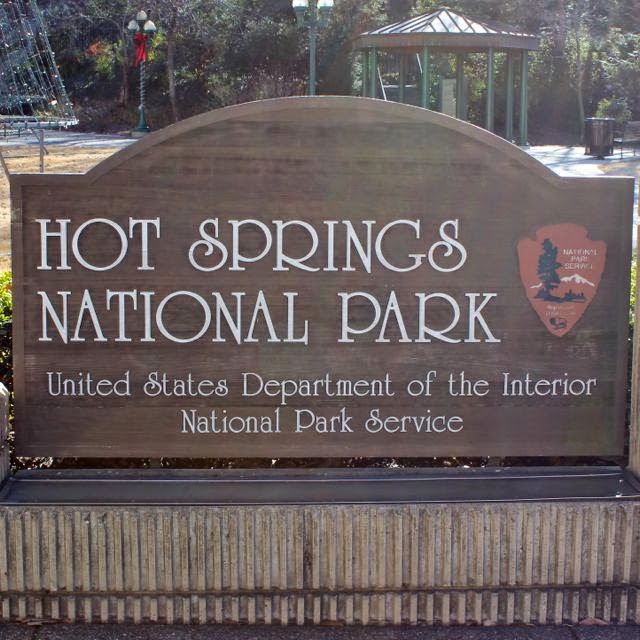 HOT SPRINGS
NATIONAL PARK
United States Department of the Interior
National Park Service
NATIONAL
PARK
SERVICE